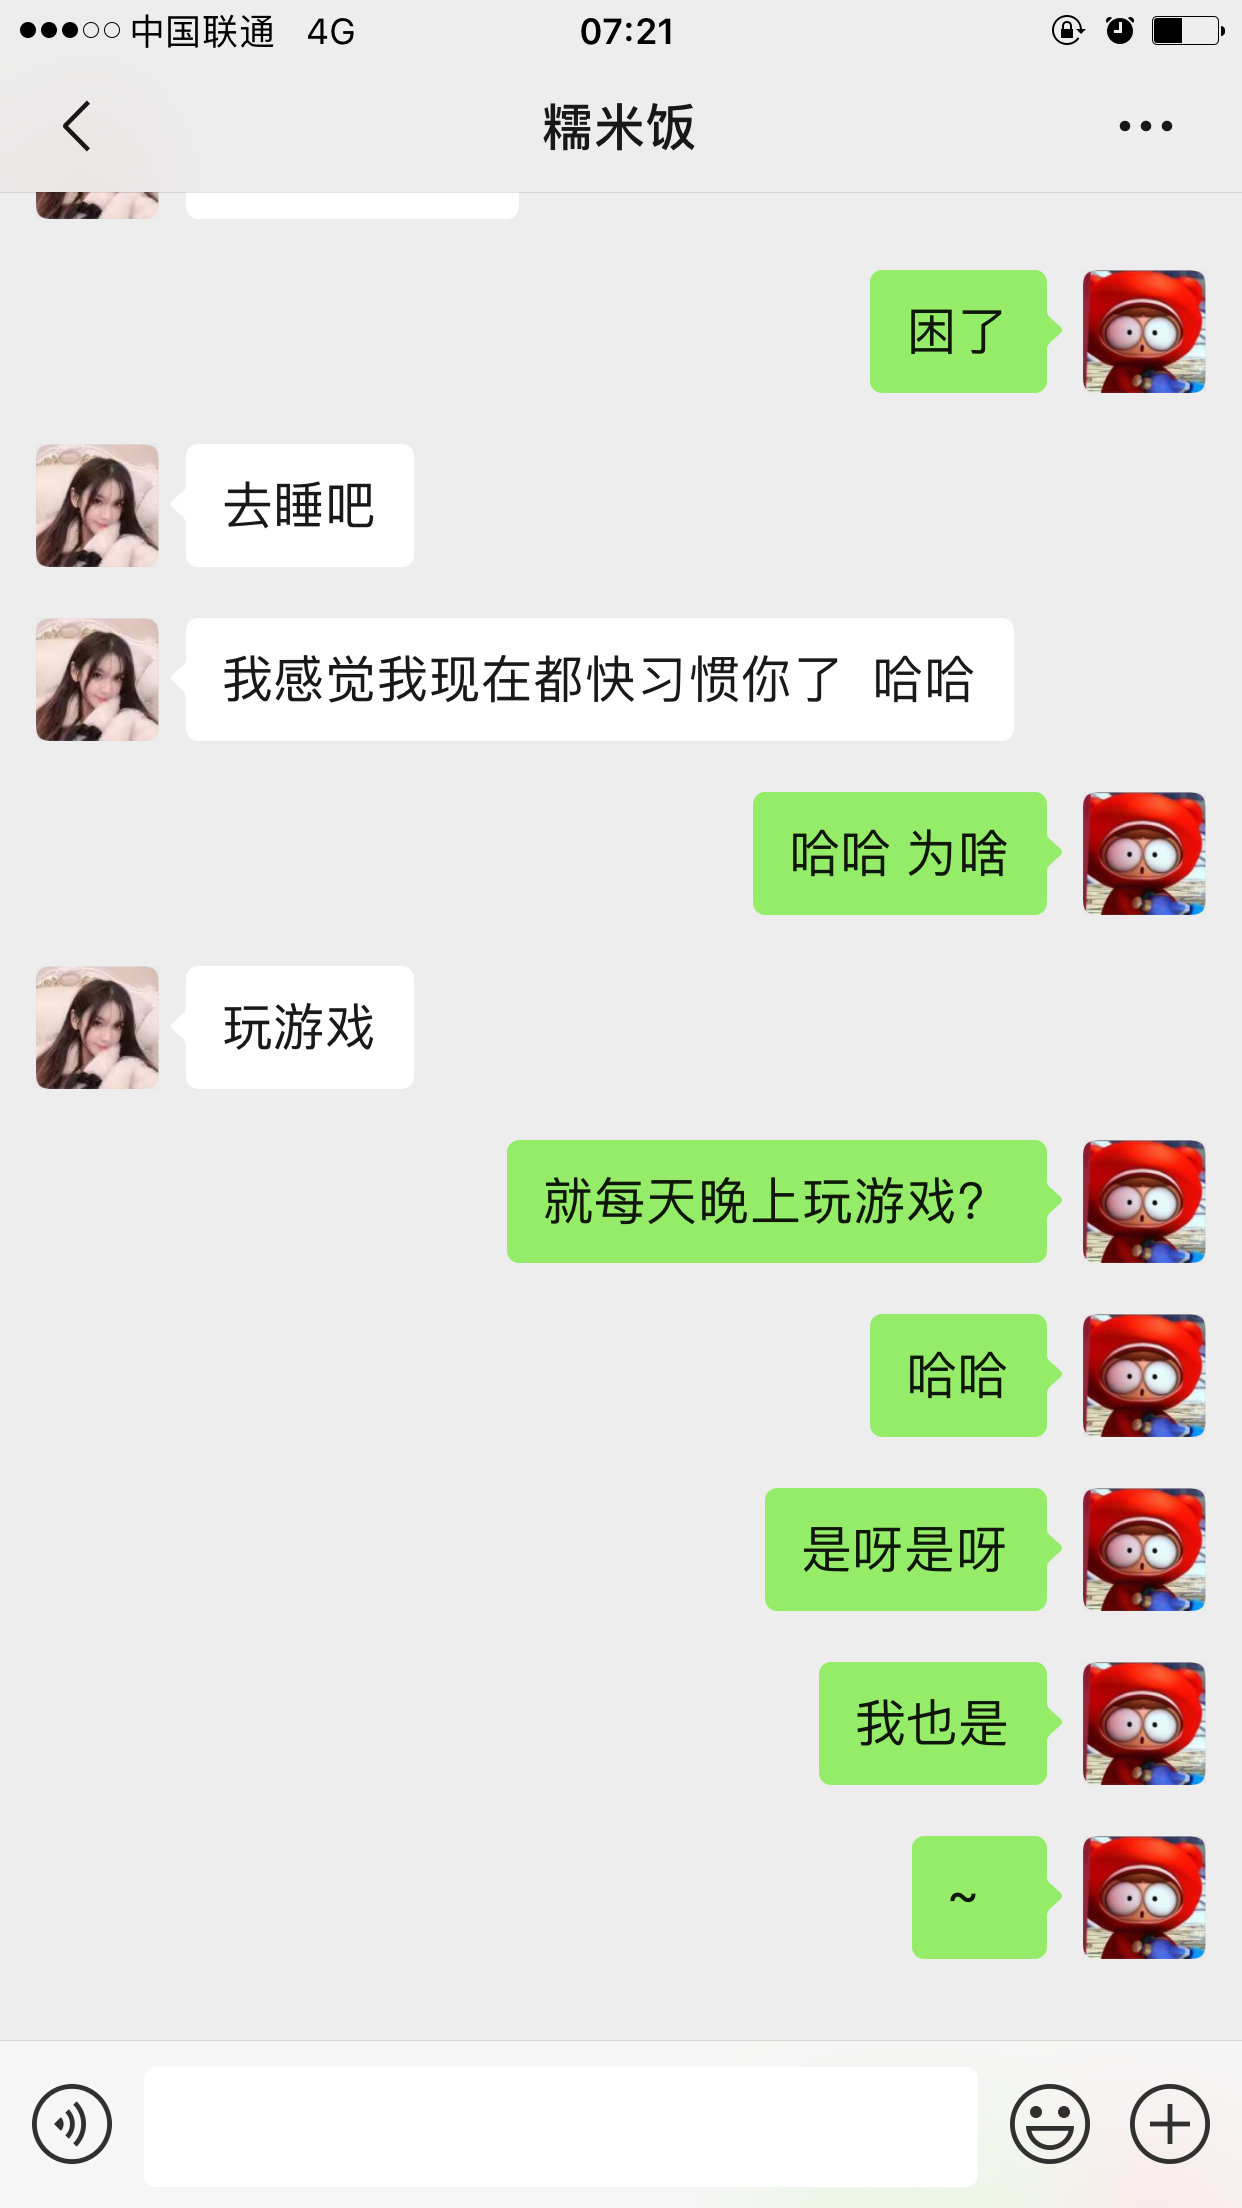 中国联通 4G 07:21
糯米饭
困了
去睡吧
我感觉我现在都快习惯你了 哈哈
哈哈 为啥
玩游戏
就每天晚上玩游戏?
哈哈
是呀是呀
我也是
~